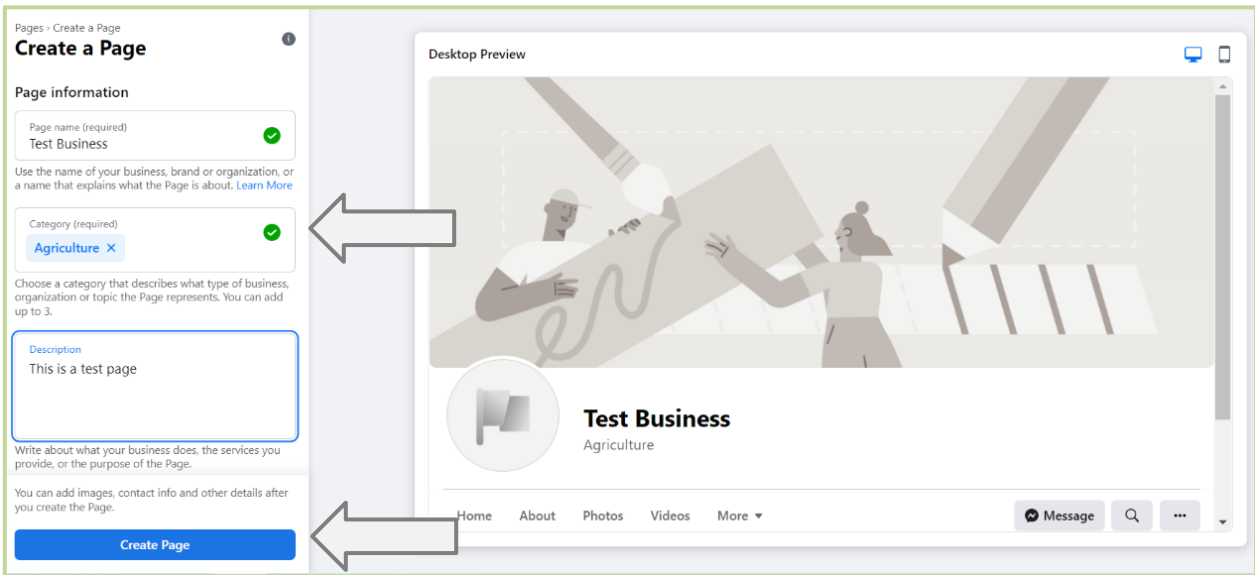 Pages › Create a Page
Create a Page
Page information
Page name (required)
Test Business
Use the name of your business, brand or organization, or
a name that explains what the Page is about. Learn More
Category (required)
Agriculture ×
Choose a category that describes what type of business,
organization or topic the Page represents. You can add
up to 3.
Description
This is a test page
Write about what your business does, the services you
provide, or the purpose of the Page.
You can add images, contact info and other details after
you create the Page.
Create Page
Desktop Preview
Test Business
Agriculture
Home About Photos Videos More
Message